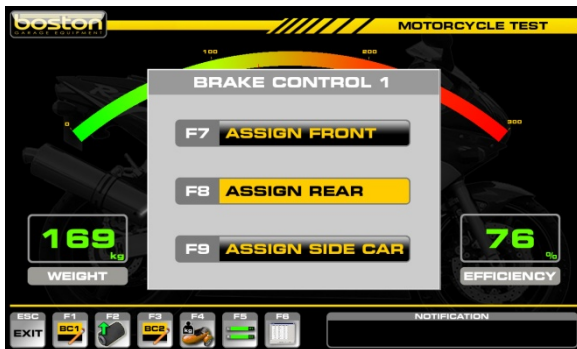 boston
GARAGE EQUIPMENT
MOTORCYCLE TEST
0
100
200
300
BRAKE CONTROL 1
F7 ASSIGN FRONT
F8 ASSIGN REAR
F9 ASSIGN SIDE CAR
169 kg
WEIGHT
76 %
EFFICIENCY
ESC EXIT
F1 BC1
F2
F3 BC2
F4 kg
F5
F6
NOTIFICATION